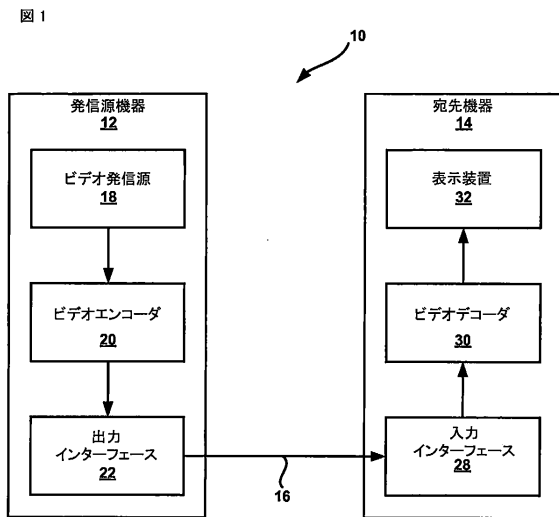 図1
10
発信源機器
12
ビデオ発信源
18
ビデオエンコーダ
20
出力
インターフェース
22
16
宛先機器
14
表示装置
32
ビデオデコーダ
30
入力
インターフェース
28